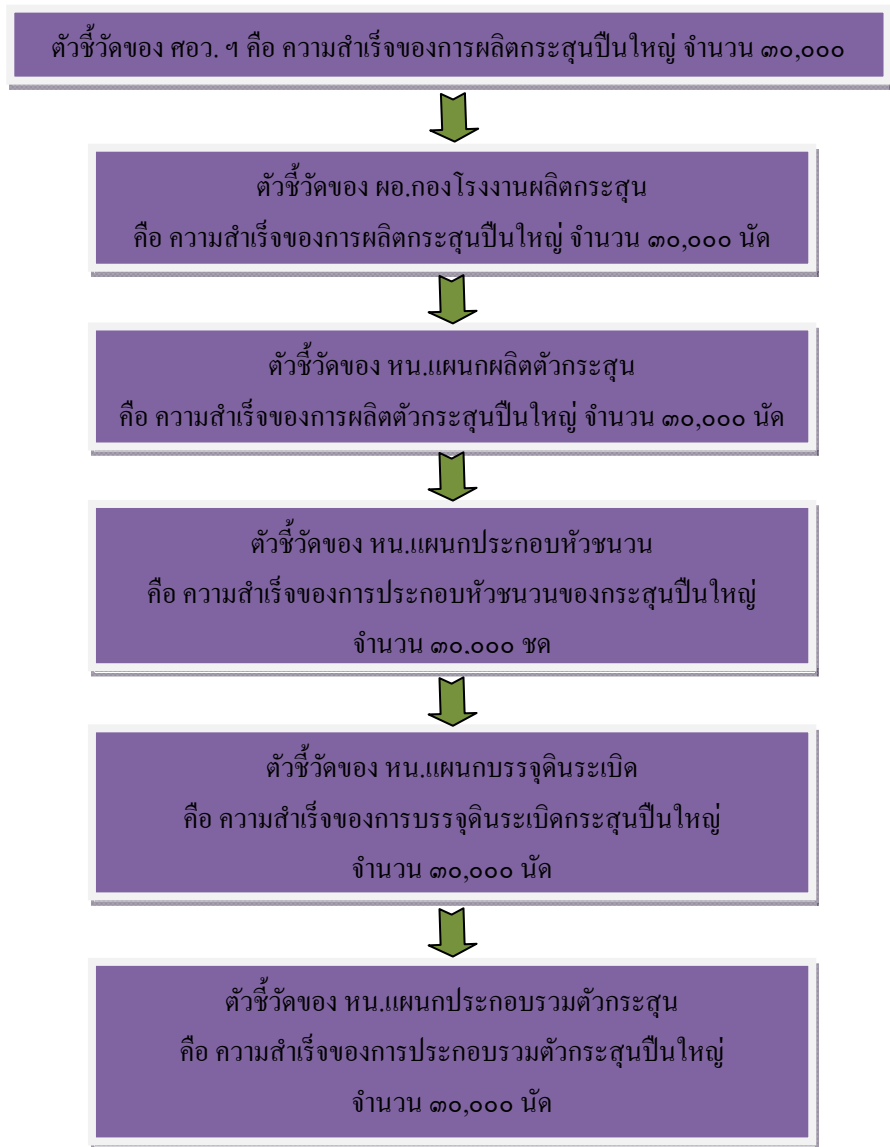 ตัวชี้วัดของ ศอว. ฯ คือ ความสำเร็จของการผลิตกระสุนปืนใหญ่ จำนวน ๓๐,๐๐๐
ตัวชี้วัดของ ผอ.กองโรงงานผลิตกระสุน
คือ ความสำเร็จของการผลิตกระสุนปืนใหญ่ จำนวน ๓๐,๐๐๐ นัด
ตัวชี้วัดของ หน.แผนกผลิตตัวกระสุน
คือ ความสำเร็จของการผลิตตัวกระสุนปืนใหญ่ จำนวน ๓๐,๐๐๐ นัด
ตัวชี้วัดของ หน.แผนกประกอบหัวชนวน
คือ ความสำเร็จของการประกอบหัวชนวนของกระสุนปืนใหญ่
จำนวน ๓๐.๐๐๐ ชด
ตัวชี้วัดของ หน.แผนกบรรจุดินระเบิด
คือ ความสำเร็จของการบรรจุดินระเบิดกระสุนปืนใหญ่
จำนวน ๓๐,๐๐๐ นัด
ตัวชี้วัดของ หน.แผนกประกอบรวมตัวกระสุน
คือ ความสำเร็จของการประกอบรวมตัวกระสุนปืนใหญ่
จำนวน ๓๐,๐๐๐ นัด